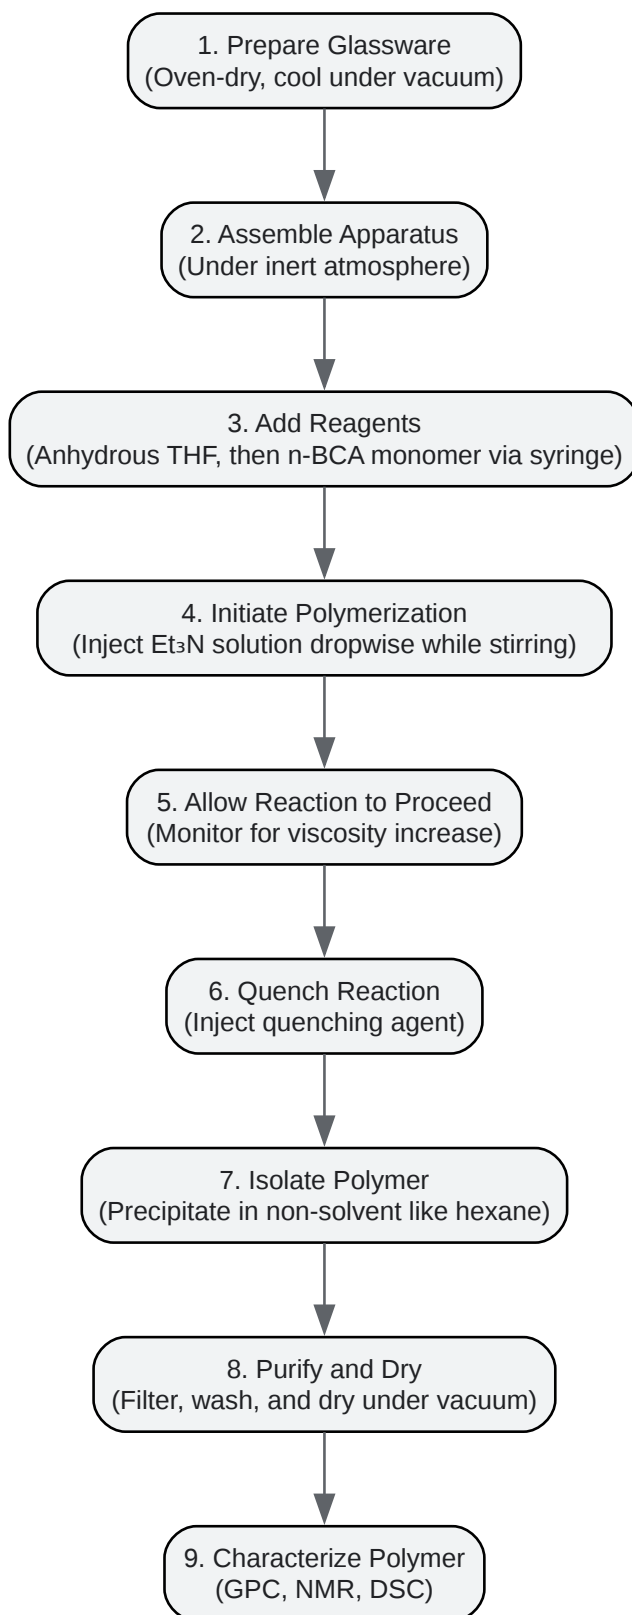 1. Prepare Glassware
(Oven-dry, cool under vacuum)
2. Assemble Apparatus
(Under inert atmosphere)
3. Add Reagents
(Anhydrous THF, then n-BCA monomer via syringe)
4. Initiate Polymerization
(Inject Et₃N solution dropwise while stirring)
5. Allow Reaction to Proceed
(Monitor for viscosity increase)
6. Quench Reaction
(Inject quenching agent)
7. Isolate Polymer
(Precipitate in non-solvent like hexane)
8. Purify and Dry
(Filter, wash, and dry under vacuum)
9. Characterize Polymer
(GPC, NMR, DSC)